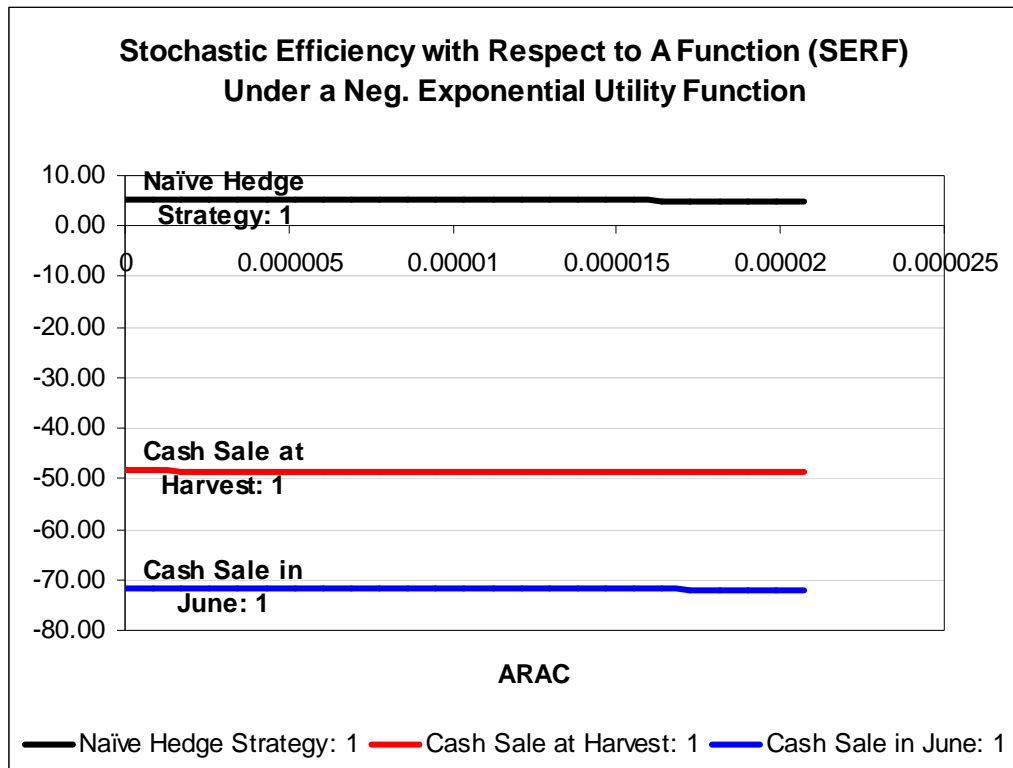 Stochastic Efficiency with Respect to A Function (SERF)
Under a Neg. Exponential Utility Function
10.00
0.00
-10.00
-20.00
-30.00
-40.00
-50.00
-60.00
-70.00
-80.00
Naïve Hedge
Strategy: 1
0 0.000005 0.00001 0.000015 0.00002 0.000025
Cash Sale at
Harvest: 1
Cash Sale in
June: 1
ARAC
Naïve Hedge Strategy: 1 Cash Sale at Harvest: 1 Cash Sale in June: 1